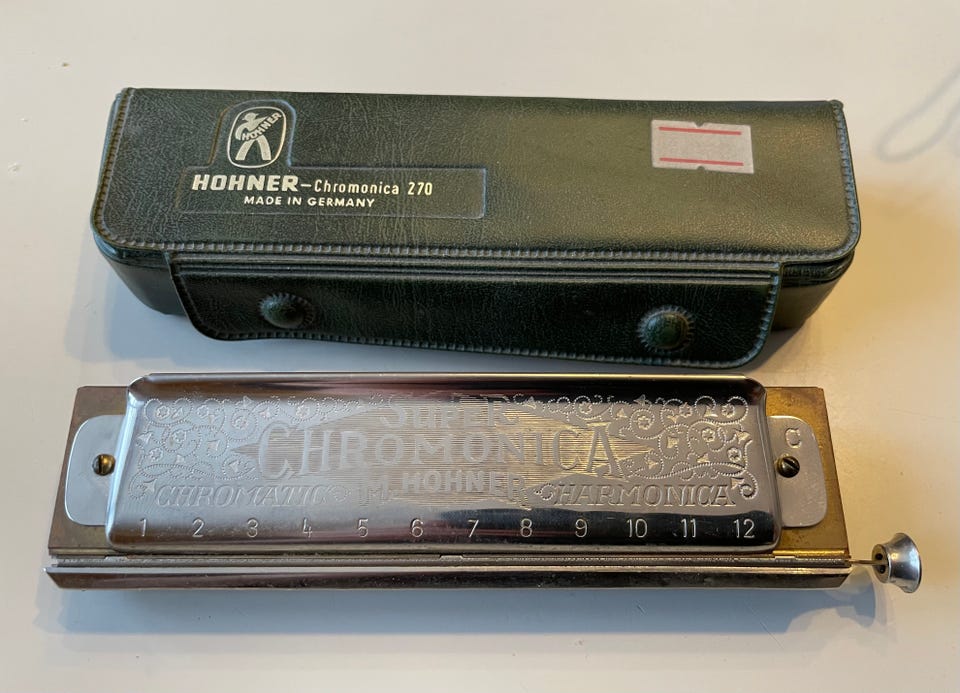 HOHNER
HOHNER-Chromonica 270
MADE IN GERMANY
SUPER
CHROMONICA
C
M. HOHNER
CHROMATIC HARMONICA
1 2 3 4 5 6 7 8 9 10 11 12